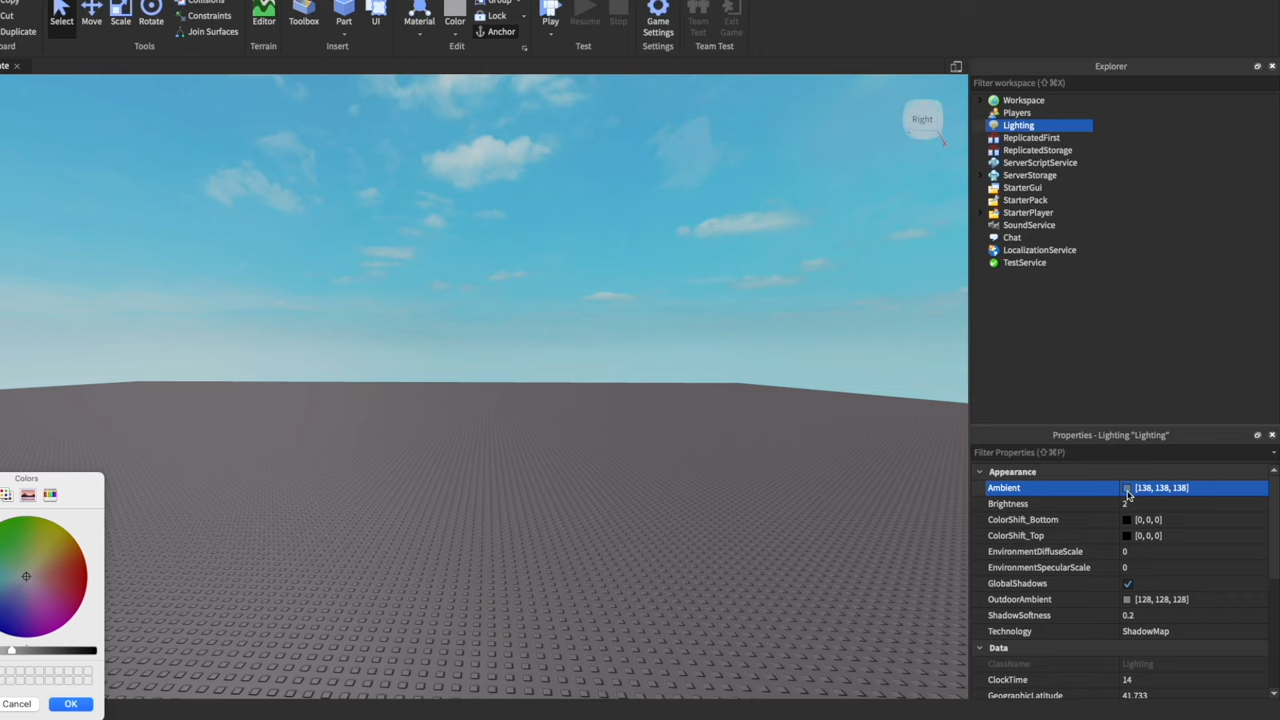 Copy
Cut
Duplicate
Select
Move
Scale
Rotate
Collisions
Constraints
Join Surfaces
Editor
Toolbox
Part
UI
Material
Color
Group
Lock
Anchor
Play
Resume
Stop
Game Settings
Team Test
Exit Game
board
Tools
Terrain
Insert
Edit
Test
Settings
Team Test
te
Right
Explorer
Filter workspace (⇧⌘X)
Workspace
Players
Lighting
ReplicatedFirst
ReplicatedStorage
ServerScriptService
ServerStorage
StarterGui
StarterPack
StarterPlayer
SoundService
Chat
LocalizationService
TestService
Properties - Lighting "Lighting"
Filter Properties (⇧⌘P)
Appearance
Ambient [138, 138, 138]
Brightness 2
ColorShift_Bottom [0, 0, 0]
ColorShift_Top [0, 0, 0]
EnvironmentDiffuseScale 0
EnvironmentSpecularScale 0
GlobalShadows
OutdoorAmbient [128, 128, 128]
ShadowSoftness 0.2
Technology ShadowMap
Data
ClassName Lighting
ClockTime 14
GeographicLatitude 41.733
Colors
Cancel OK